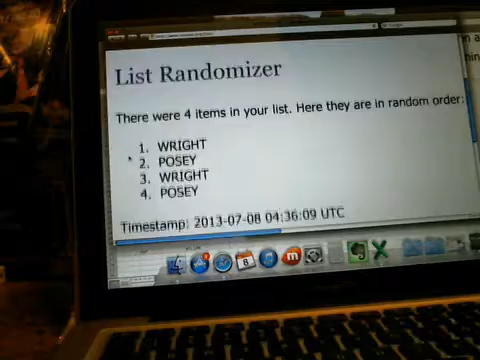 List Randomizer
There were 4 items in your list. Here they are in random order:
1. WRIGHT
2. POSEY
3. WRIGHT
4. POSEY
Timestamp: 2013-07-08 04:36:09 UTC
8